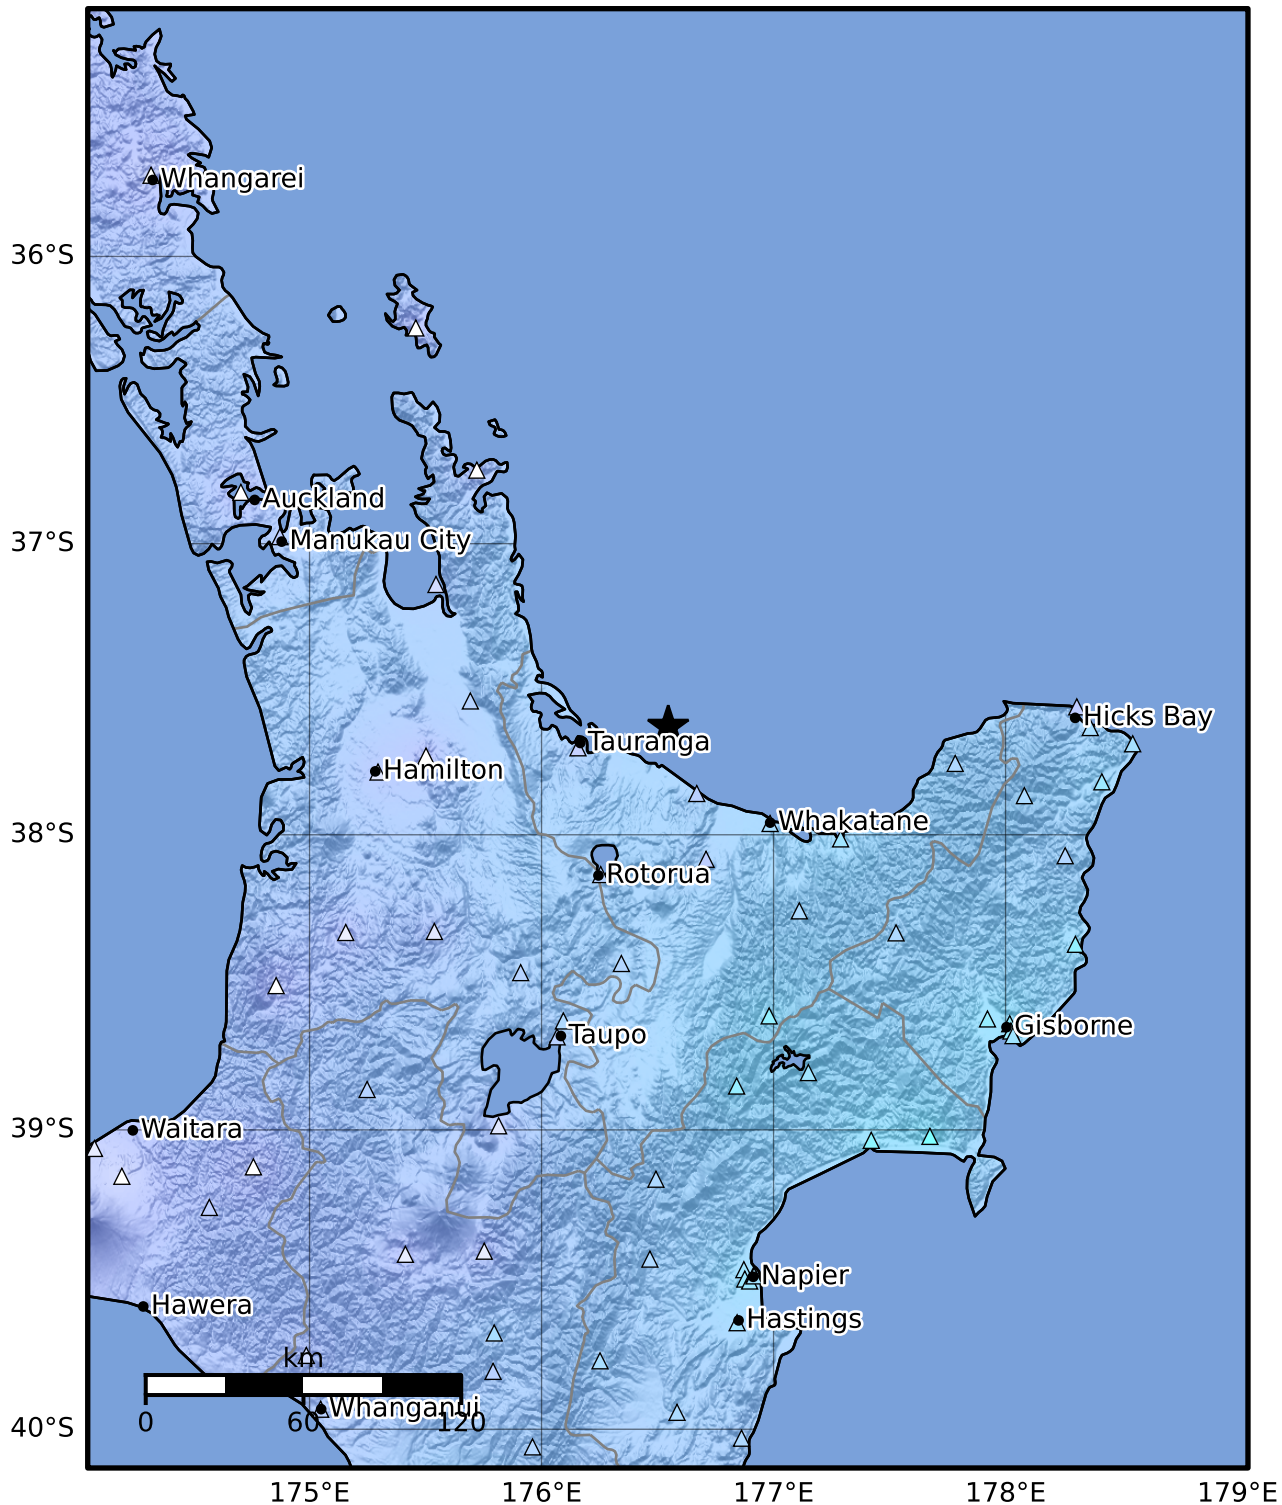 Whangarei
36°S
Auckland
Manukau City
37°S
Hicks Bay
Tauranga
Hamilton
Whakatane
38°S
Rotorua
Gisborne
Taupo
39°S
Waitara
Napier
Hawera
Hastings
km
Whanganui
0 60 120
40°S
175°E 176°E 177°E 178°E 179°E